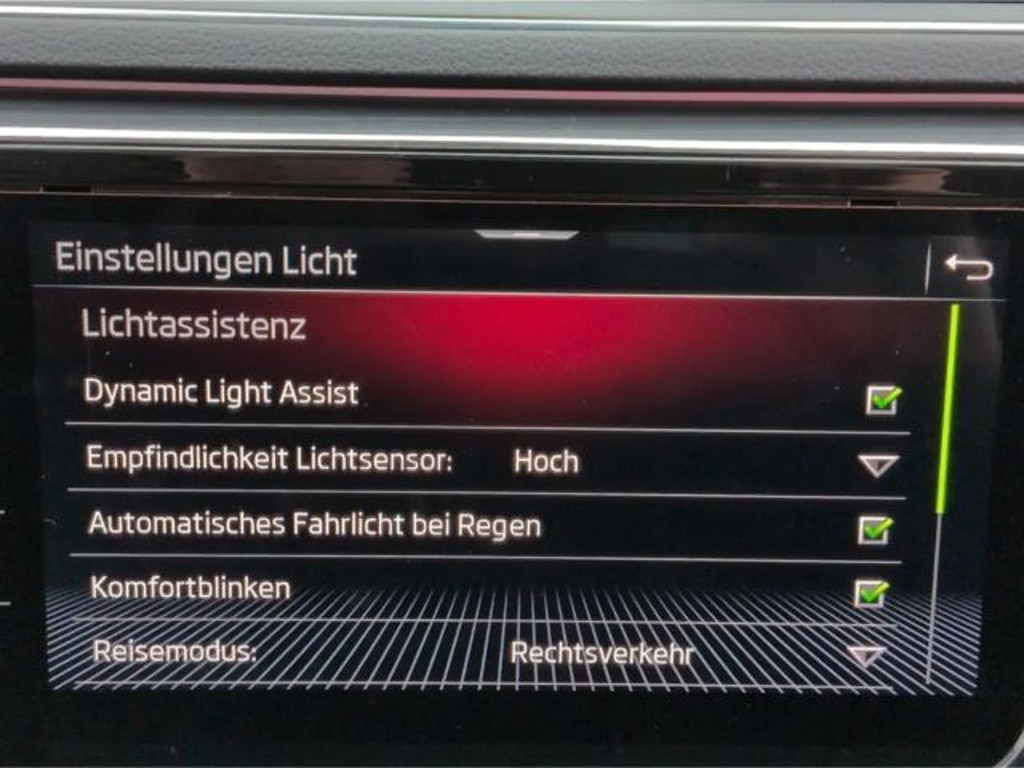 Einstellungen Licht
Lichtassistenz
Dynamic Light Assist
Empfindlichkeit Lichtsensor: Hoch
Automatisches Fahrlicht bei Regen
Komfortblinken
Reisemodus: Rechtsverkehr